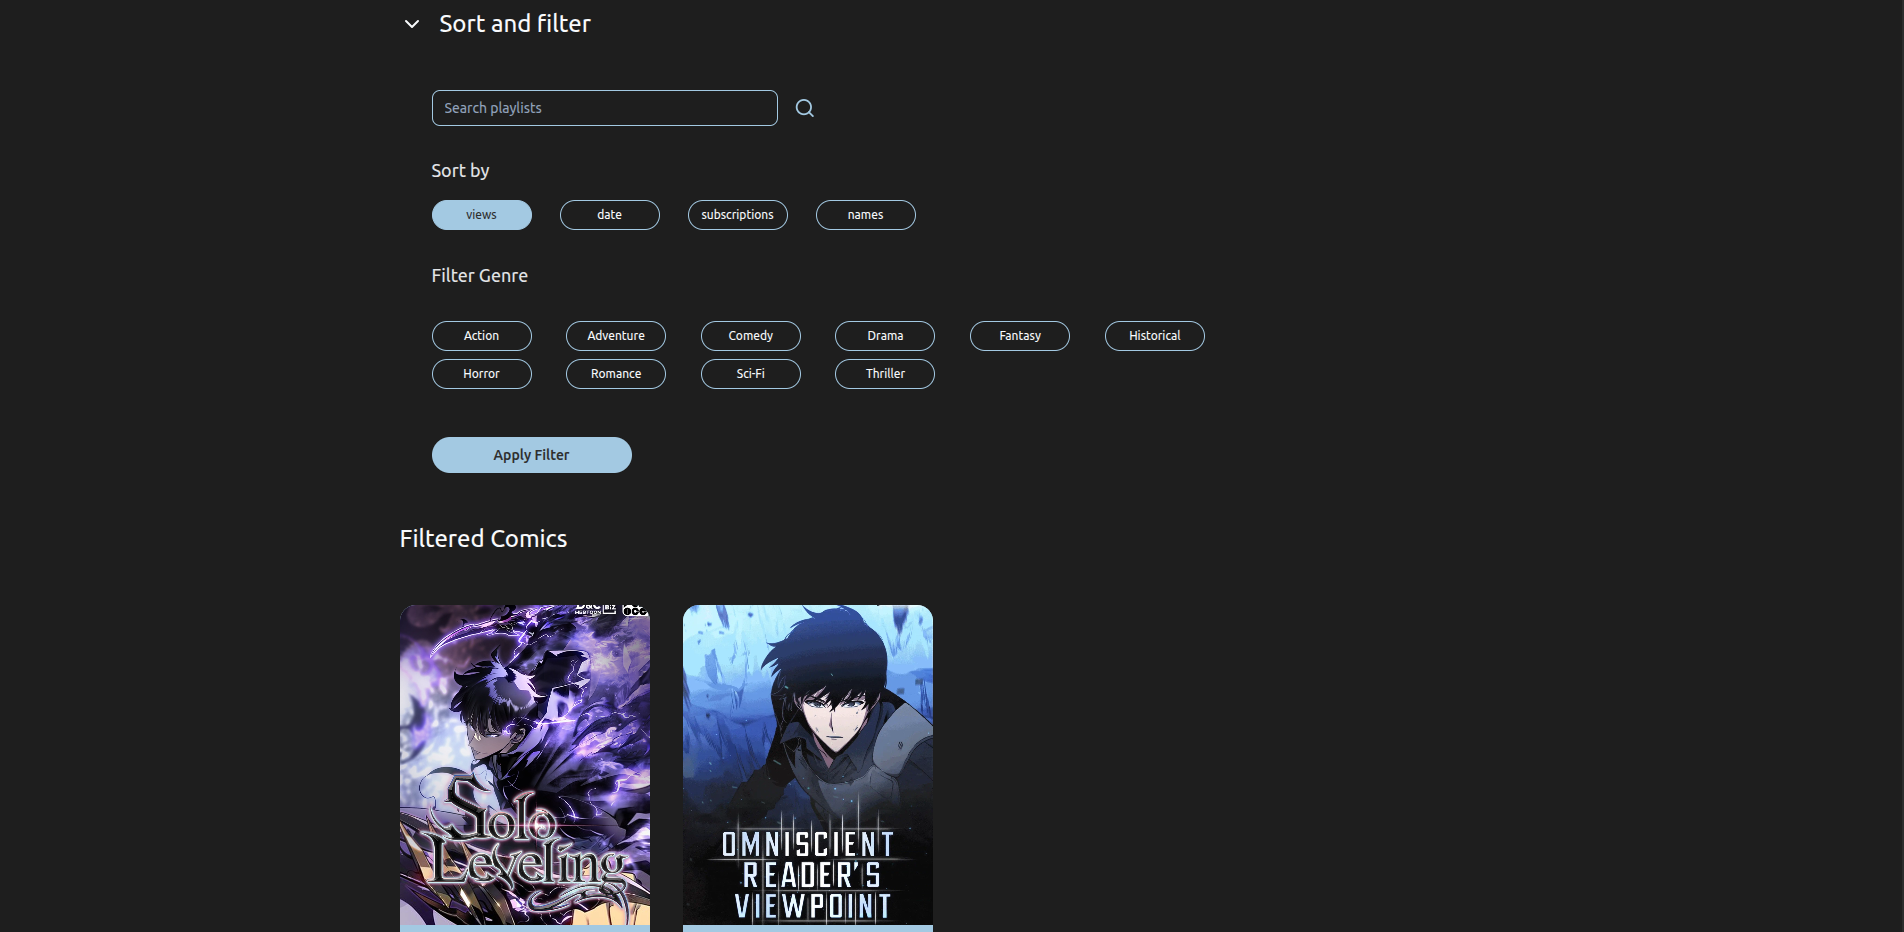 Sort and filter
Search playlists
Sort by
views date subscriptions names
Filter Genre
Action Adventure Comedy Drama Fantasy Historical
Horror Romance Sci-Fi Thriller
Apply Filter
Filtered Comics
Solo
Leveling
OMNISCIENT
READER'S
VIEWPOINT